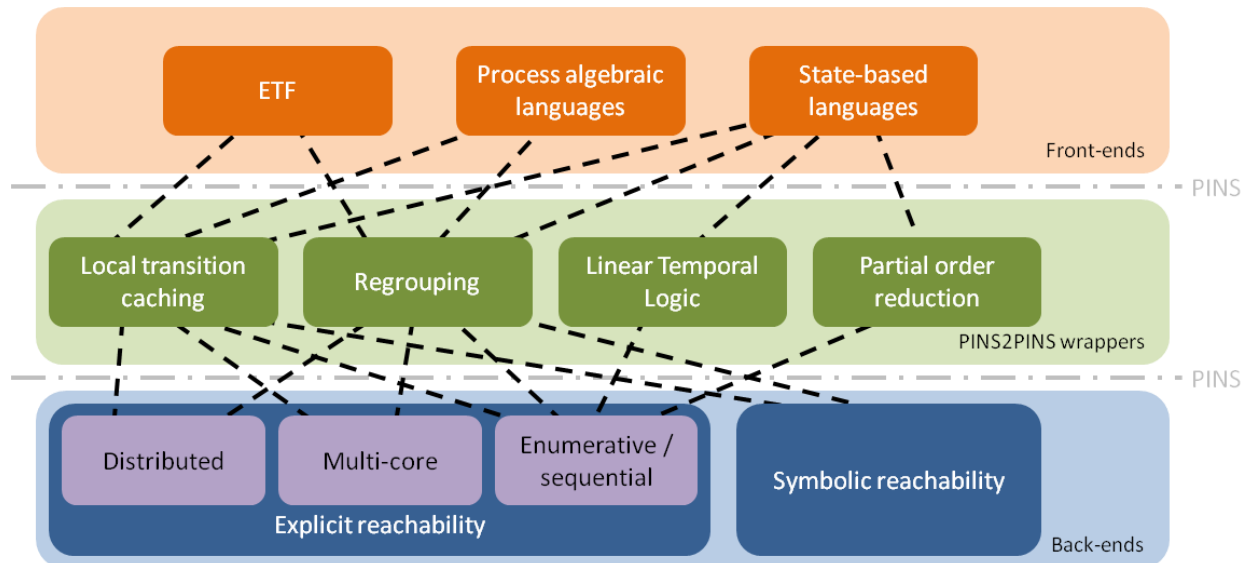 ETF
Process algebraic
languages
State-based
languages
Front-ends
PINS
Local transition
caching
Regrouping
Linear Temporal
Logic
Partial order
reduction
PINS2PINS wrappers
PINS
Distributed
Multi-core
Enumerative /
sequential
Symbolic reachability
Explicit reachability
Back-ends